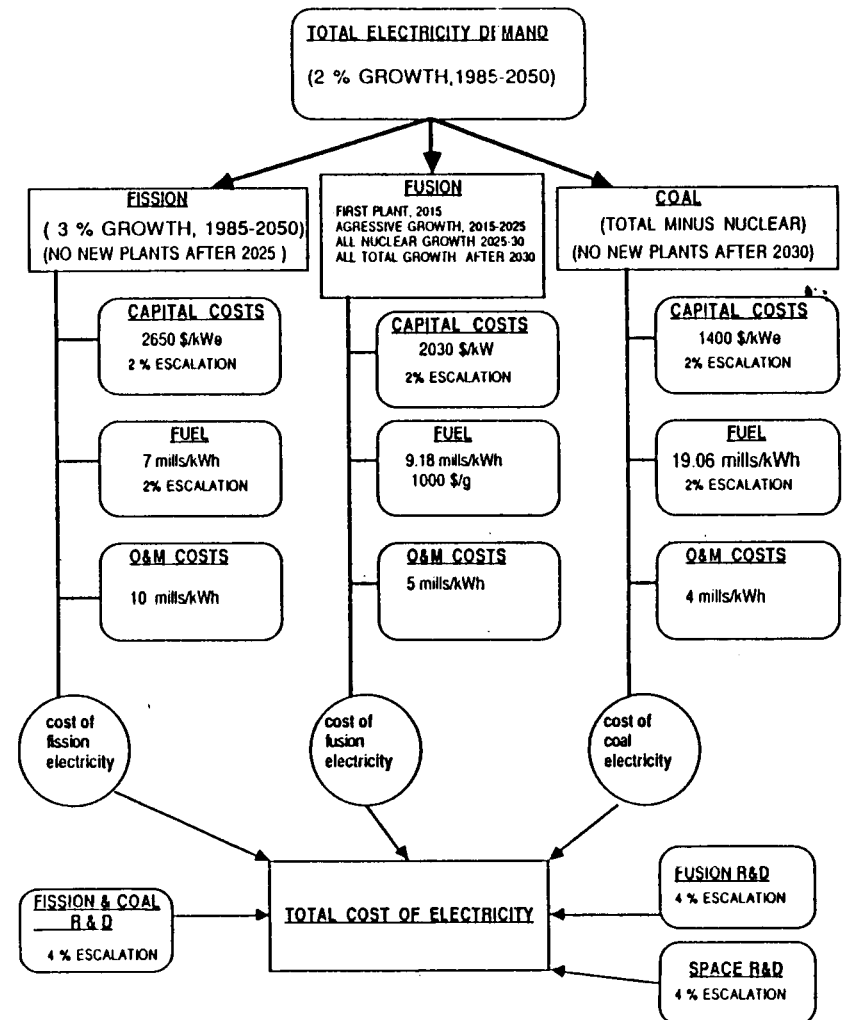 TOTAL ELECTRICITY DEMAND
(2 % GROWTH,1985-2050)
FISSION
( 3 % GROWTH, 1985-2050)
(NO NEW PLANTS AFTER 2025 )
FUSION
FIRST PLANT, 2015
AGRESSIVE GROWTH, 2015-2025
ALL NUCLEAR GROWTH 2025-30
ALL TOTAL GROWTH AFTER 2030
COAL
(TOTAL MINUS NUCLEAR)
(NO NEW PLANTS AFTER 2030)
CAPITAL COSTS
2650 $/kWe
2 % ESCALATION
CAPITAL COSTS
2030 $/kW
2% ESCALATION
CAPITAL COSTS
1400 $/kWe
2% ESCALATION
FUEL
7 mills/kWh
2% ESCALATION
FUEL
9.18 mills/kWh
1000 $/g
FUEL
19.06 mills/kWh
2% ESCALATION
O&M COSTS
10 mills/kWh
O&M COSTS
5 mills/kWh
O&M COSTS
4 mills/kWh
cost of
fission
electricity
cost of
fusion
electricity
cost of
coal
electricity
FISSION & COAL
R & D
4 % ESCALATION
TOTAL COST OF ELECTRICITY
FUSION R&D
4 % ESCALATION
SPACE R&D
4 % ESCALATION